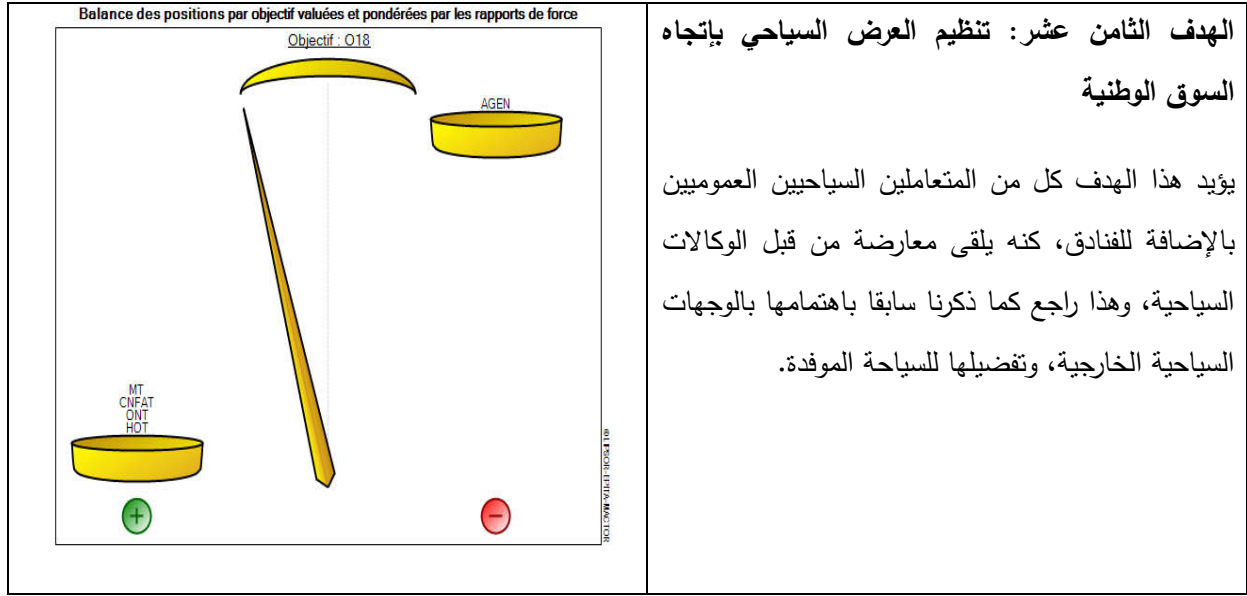 Balance des positions par objectif valuées et pondérées par les rapports de force
Objectif : O18
AGEN
MT
CNFAT
ONT
HOT
©LIPSOR-EPITA-MACTOR
الهدف الثامن عشر: تنظيم العرض السياحي بإتجاه
السوق الوطنية
يؤيد هذا الهدف كل من المتعاملين السياحيين العموميين
بالإضافة للفنادق، كنه يلقى معارضة من قبل الوكالات
السياحية، وهذا راجع كما ذكرنا سابقا باهتمامها بالوجهات
السياحية الخارجية، وتفضيلها للسياحة الموفدة.